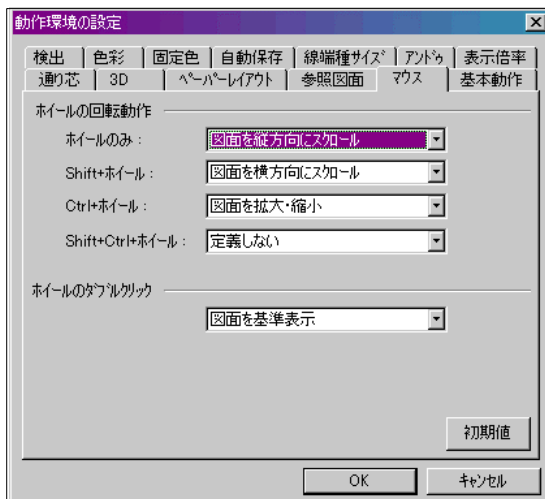 動作環境の設定
検出 色彩 固定色 自動保存 線端種サイズ アンドゥ 表示倍率
通り芯 3D ペーパーレイアウト 参照図面 マウス 基本動作
ホイールの回転動作
ホイールのみ： 図面を縦方向にスクロール
Shift+ホイール： 図面を横方向にスクロール
Ctrl+ホイール： 図面を拡大・縮小
Shift+Ctrl+ホイール： 定義しない
ホイールのダブルクリック
図面を基準表示
初期値
OK キャンセル